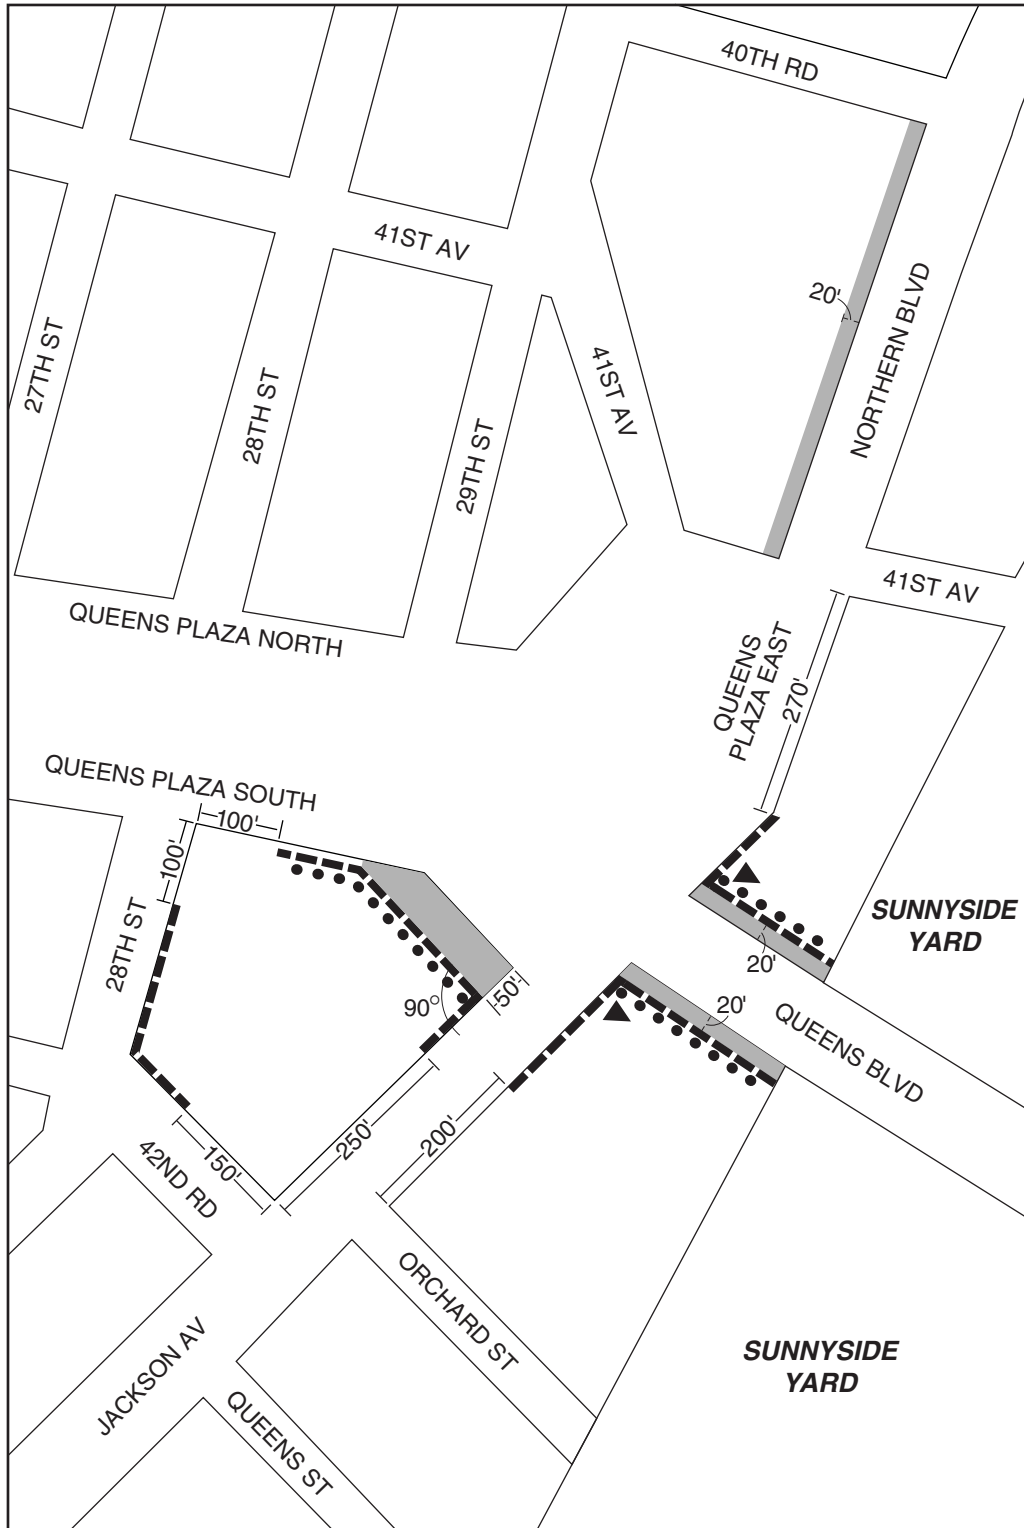 40TH RD
41ST AV
20'
NORTHERN BLVD
27TH ST
28TH ST
29TH ST
41ST AV
41ST AV
QUEENS PLAZA NORTH
QUEENS
PLAZA EAST
270'
QUEENS PLAZA SOUTH
100'
100'
28TH ST
SUNNYSIDE
YARD
20'
50'
90°
20'
QUEENS BLVD
200'
250'
150'
42ND RD
ORCHARD ST
SUNNYSIDE
YARD
JACKSON AV
QUEENS ST